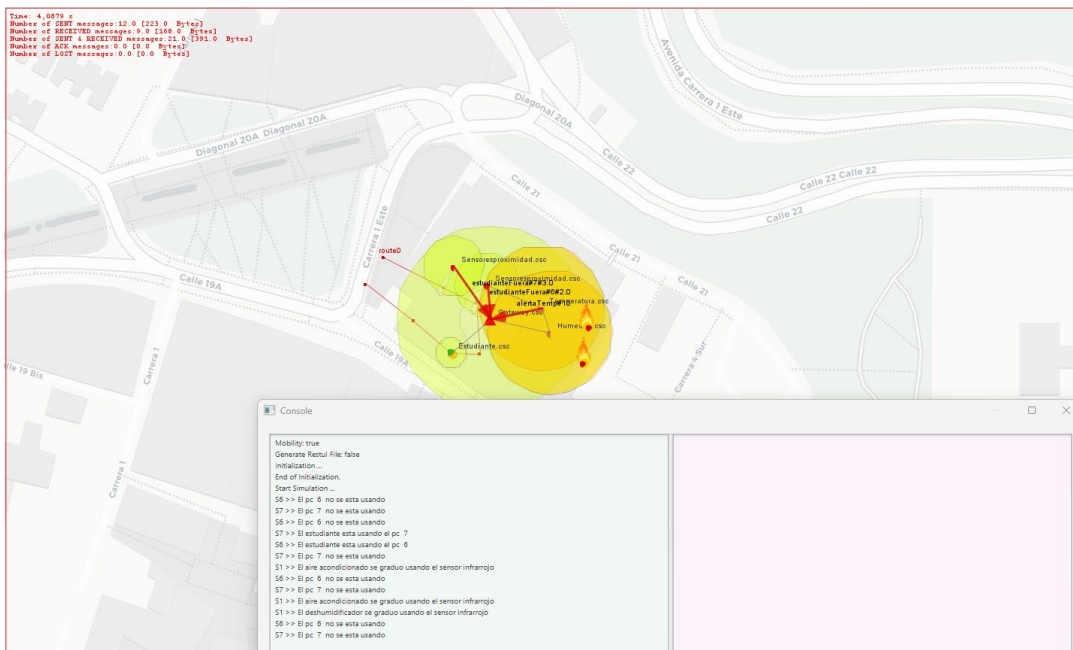 Time: 4,0879 s
Number of SENT messages:12.0 [223.0 Bytes]
Number of RECEIVED messages:9.0 [168.0 Bytes]
Number of SENT & RECEIVED messages:21.0 [391.0 Bytes]
Number of ACK messages:0.0 [0.0 Bytes]
Number of LOST messages:0.0 [0.0 Bytes]
Avenida Carrera 1 Este
Diagonal 20A Diagonal 20A
Diagonal 20A
Calle 22
Calle 22 Calle 22
Calle 22
Calle 21
Carrera 1 Este
route0
Calle 21
Sensoresproximidad.csc
Sensoresproximidad.csc
Calle 19A
estudianteFuera#7#3.0
estudianteFuera#6#2.0
Calle 21
alertaTemp#10
Temperatura.csc
Gateway.csc
.csc
Estudiante.csc
Calle 19A
Carrera 4 Sur
lle 19 Bis
Carrera 1
Carrera 1
Console
Mobility: true
Generate Restul File: false
Initialization ...
End of Initialization.
Start Simulation ...
S6 >> El pc 6 no se esta usando
S7 >> El pc 7 no se esta usando
S6 >> El pc 6 no se esta usando
S7 >> El estudiante esta usando el pc 7
S6 >> El estudiante esta usando el pc 6
S7 >> El pc 7 no se esta usando
S1 >> El aire acondicionado se graduo usando el sensor infrarrojo
S6 >> El pc 6 no se esta usando
S7 >> El pc 7 no se esta usando
S1 >> El aire acondicionado se graduo usando el sensor infrarrojo
S1 >> El deshumidificador se graduo usando el sensor infrarrojo
S6 >> El pc 6 no se esta usando
S7 >> El pc 7 no se esta usando